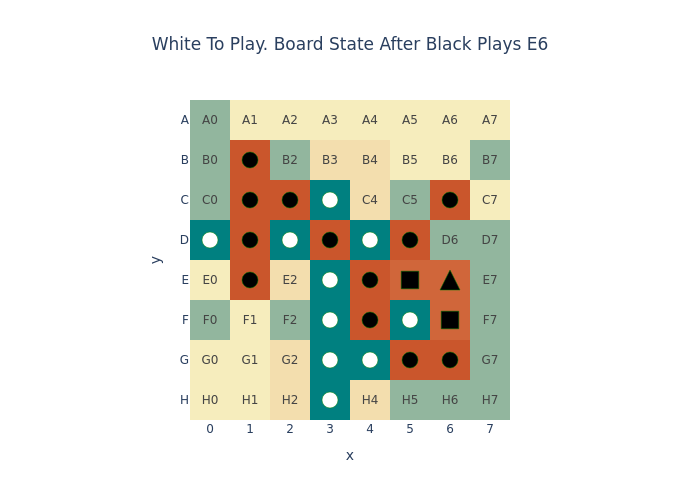 White To Play. Board State After Black Plays E6
A A0 A1 A2 A3 A4 A5 A6 A7
B B0 B2 B3 B4 B5 B6 B7
C C0 C4 C5 C7
D D6 D7
y
E E0 E2 E7
F F0 F1 F2 F7
G G0 G1 G2 G7
H H0 H1 H2 H4 H5 H6 H7
0 1 2 3 4 5 6 7
x